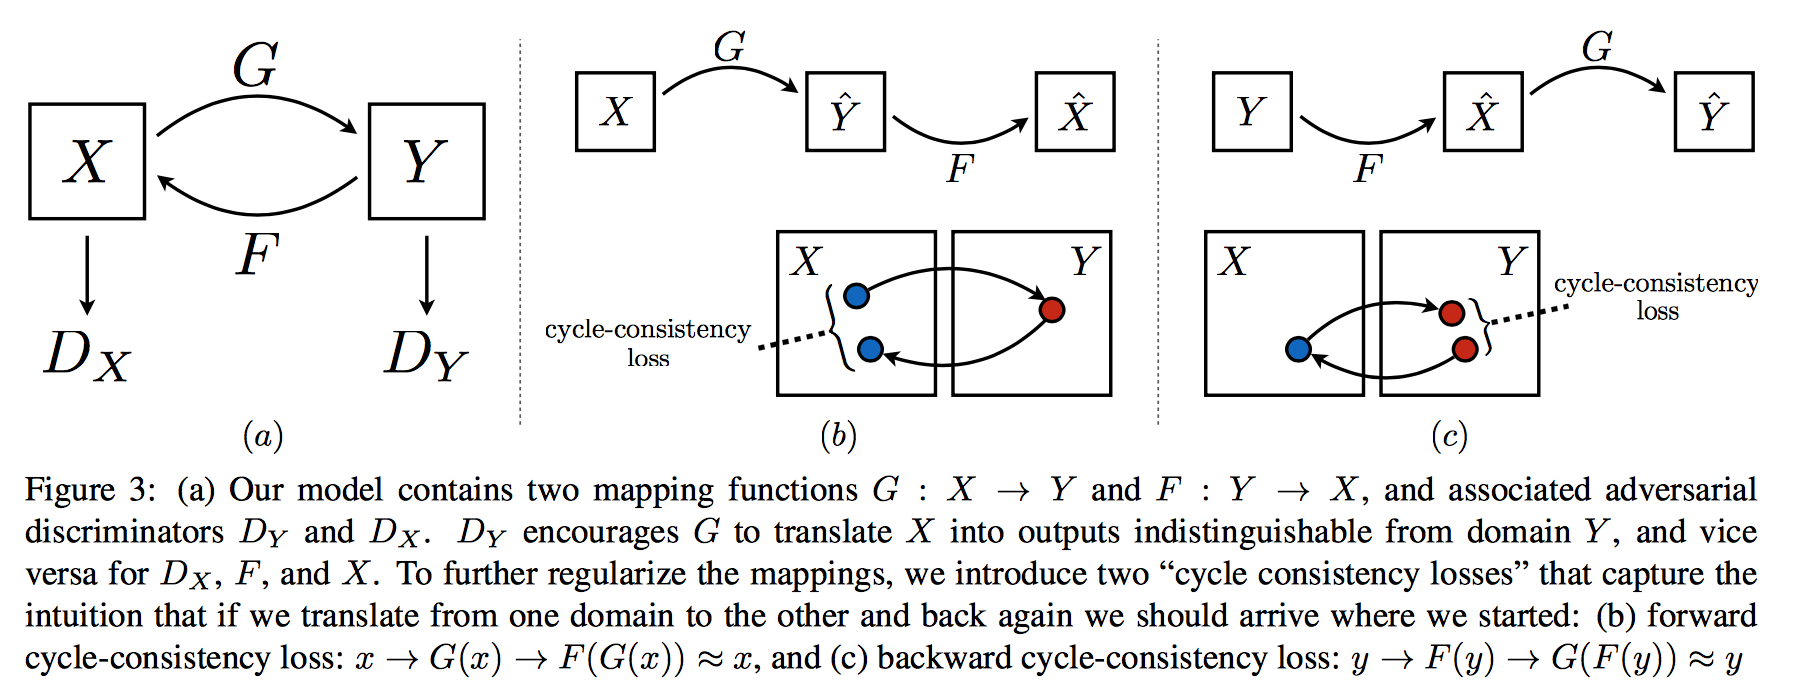 G
X
Y
F
D_X
D_Y
(a)
G
X
Ŷ
X̂
F
X
Y
cycle-consistency
loss
(b)
G
Y
X̂
Ŷ
F
X
Y
cycle-consistency
loss
(c)
Figure 3: (a) Our model contains two mapping functions G : X → Y and F : Y → X, and associated adversarial
discriminators D_Y and D_X. D_Y encourages G to translate X into outputs indistinguishable from domain Y, and vice
versa for D_X, F, and X. To further regularize the mappings, we introduce two “cycle consistency losses” that capture the
intuition that if we translate from one domain to the other and back again we should arrive where we started: (b) forward
cycle-consistency loss: x → G(x) → F(G(x)) ≈ x, and (c) backward cycle-consistency loss: y → F(y) → G(F(y)) ≈ y